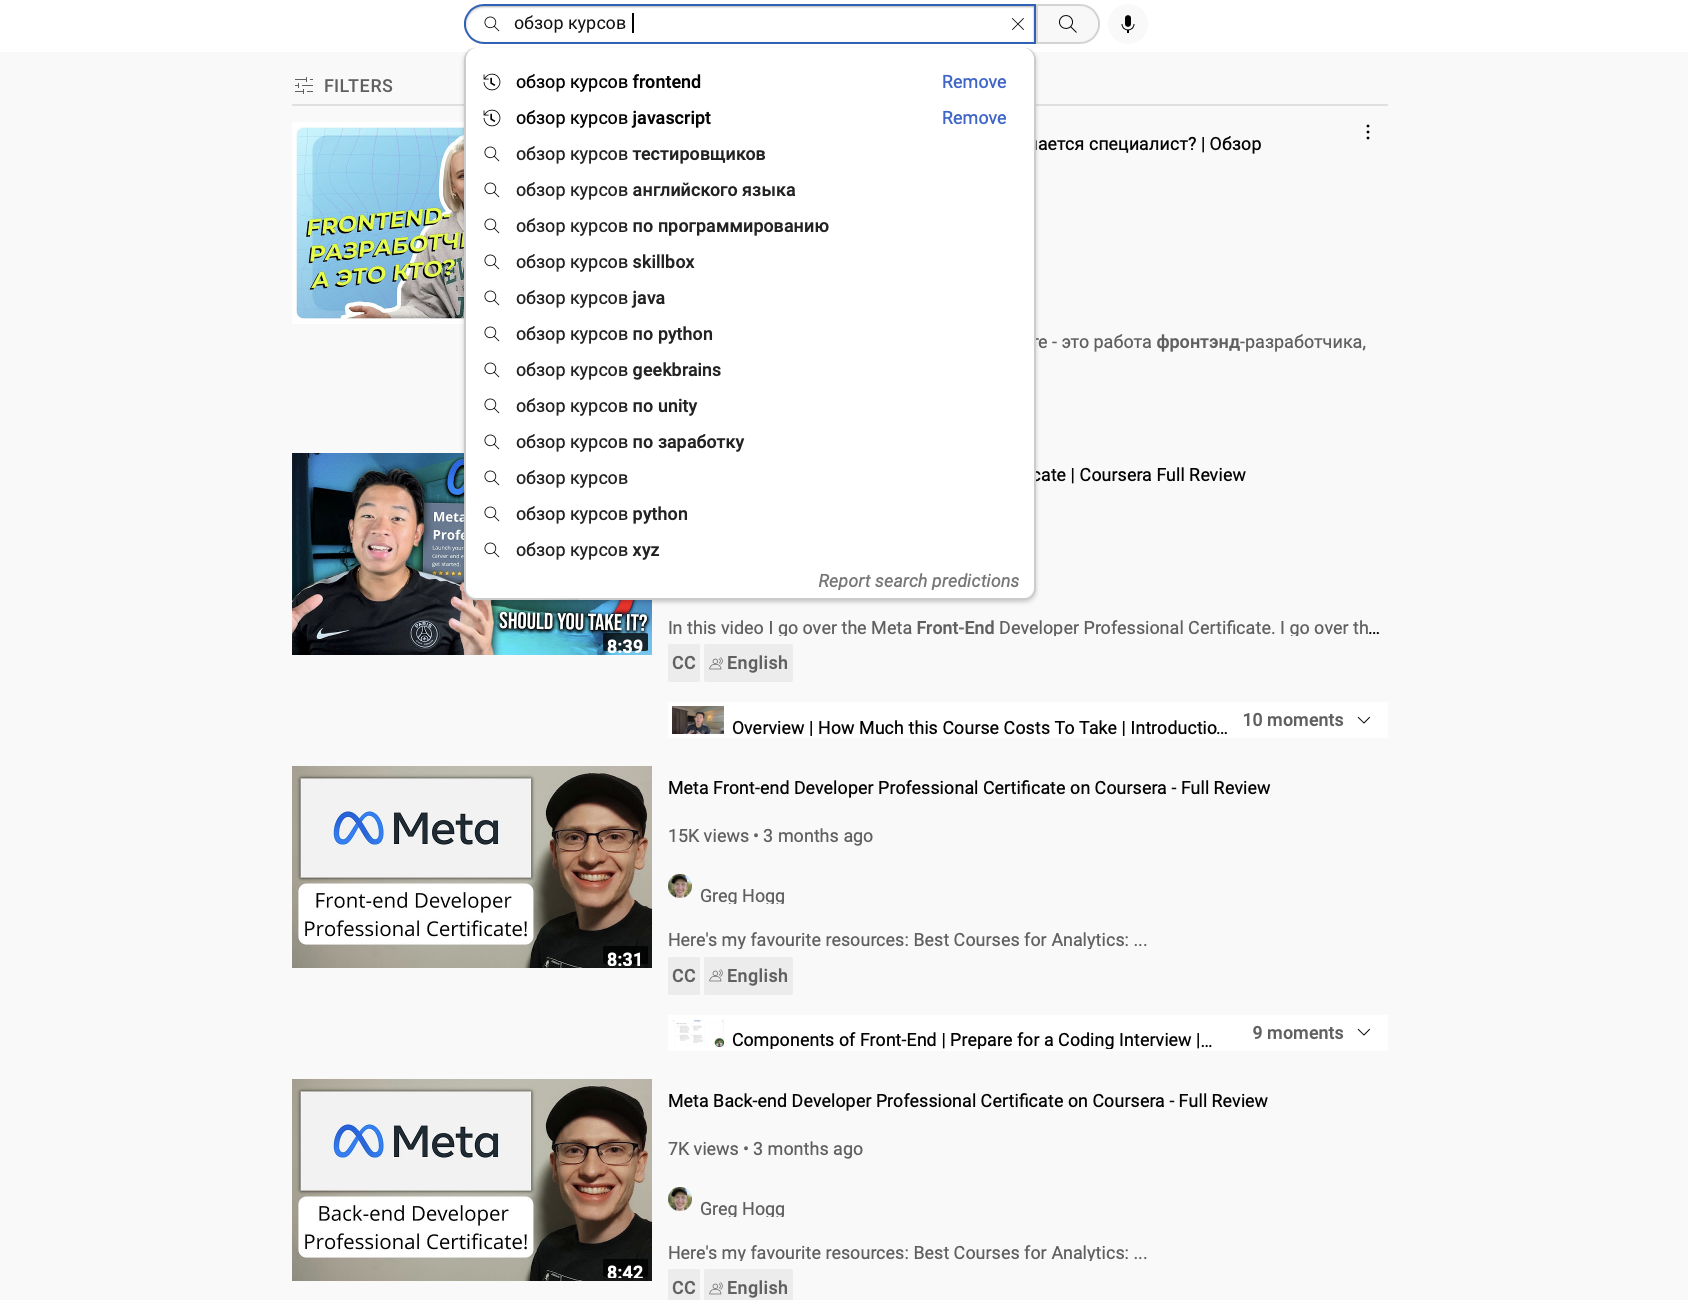 обзор курсов
FILTERS
обзор курсов frontend Remove
обзор курсов javascript Remove
обзор курсов тестировщиков
обзор курсов английского языка
обзор курсов по программированию
обзор курсов skillbox
обзор курсов java
обзор курсов по python
обзор курсов geekbrains
обзор курсов по unity
обзор курсов по заработку
обзор курсов
обзор курсов python
обзор курсов xyz
Report search predictions
FRONTEND-
РАЗРАБОТЧИ
А ЭТО КТО?
ается специалист? | Обзор
re - это работа фронтэнд-разработчика,
Meta
Profe
Launch your
career and e
get started.
SHOULD YOU TAKE IT?
8:39
cate | Coursera Full Review
In this video I go over the Meta Front-End Developer Professional Certificate. I go over th...
CC English
Overview | How Much this Course Costs To Take | Introductio... 10 moments
Meta
Front-end Developer
Professional Certificate!
8:31
Meta Front-end Developer Professional Certificate on Coursera - Full Review
15K views • 3 months ago
Greg Hogg
Here's my favourite resources: Best Courses for Analytics: ...
CC English
Components of Front-End | Prepare for a Coding Interview |... 9 moments
Meta
Back-end Developer
Professional Certificate!
8:42
Meta Back-end Developer Professional Certificate on Coursera - Full Review
7K views • 3 months ago
Greg Hogg
Here's my favourite resources: Best Courses for Analytics: ...
CC English